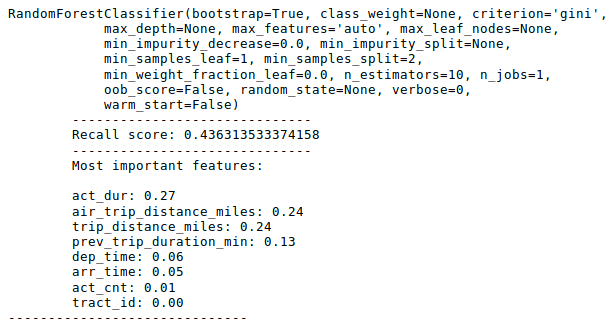 RandomForestClassifier(bootstrap=True, class_weight=None, criterion='gini',
max_depth=None, max_features='auto', max_leaf_nodes=None,
min_impurity_decrease=0.0, min_impurity_split=None,
min_samples_leaf=1, min_samples_split=2,
min_weight_fraction_leaf=0.0, n_estimators=10, n_jobs=1,
oob_score=False, random_state=None, verbose=0,
warm_start=False)
------------------------------
Recall score: 0.436313533374158
------------------------------
Most important features:
act_dur: 0.27
air_trip_distance_miles: 0.24
trip_distance_miles: 0.24
prev_trip_duration_min: 0.13
dep_time: 0.06
arr_time: 0.05
act_cnt: 0.01
tract_id: 0.00
------------------------------